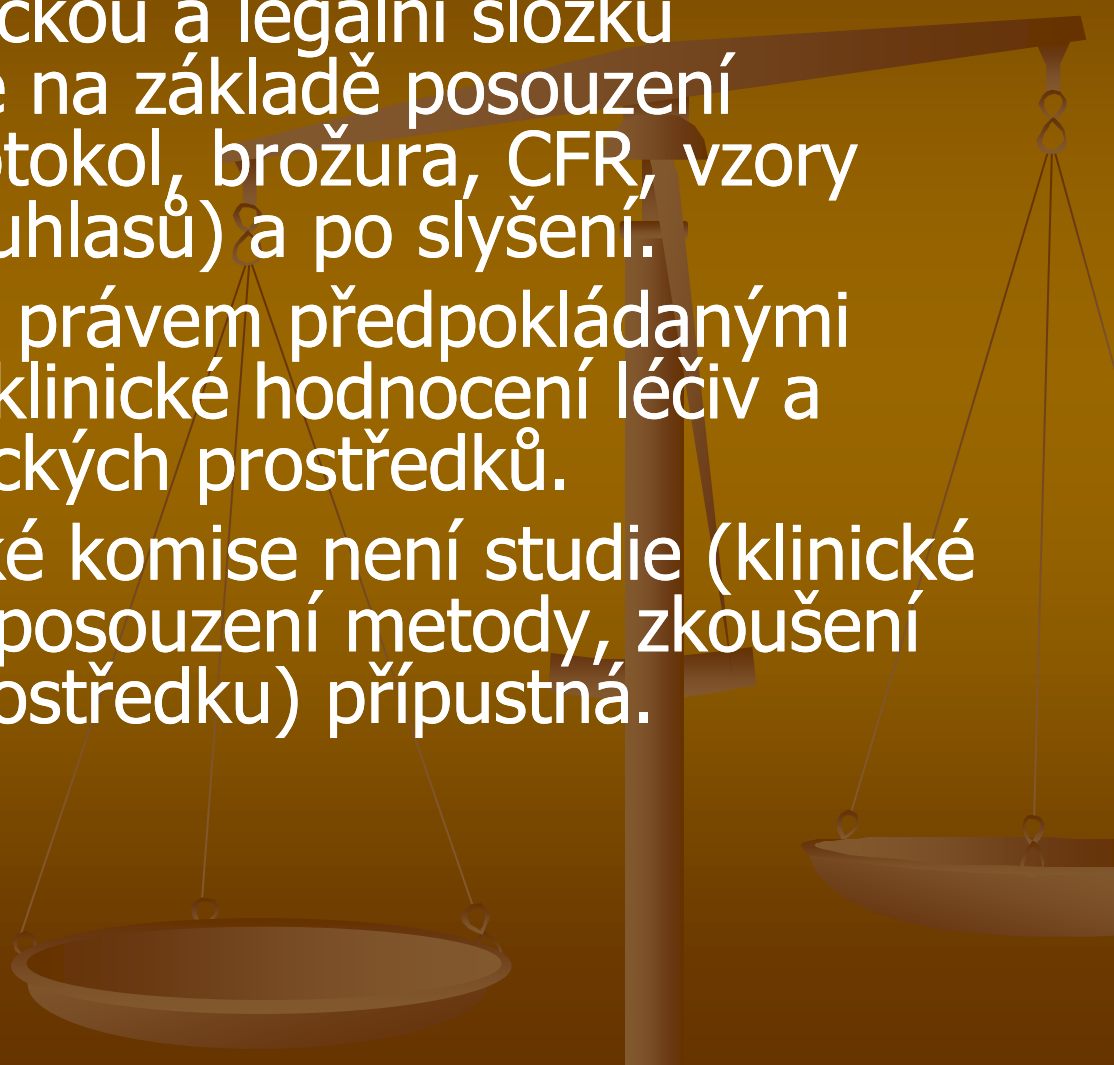 ckou a legální složku
e na základě posouzení
otokol, brožura, CFR, vzory
uhlasů) a po slyšení.
právem předpokládanými
klinické hodnocení léčiv a
ckých prostředků.
ké komise není studie (klinické
posouzení metody, zkoušení
ostředku) přípustná.